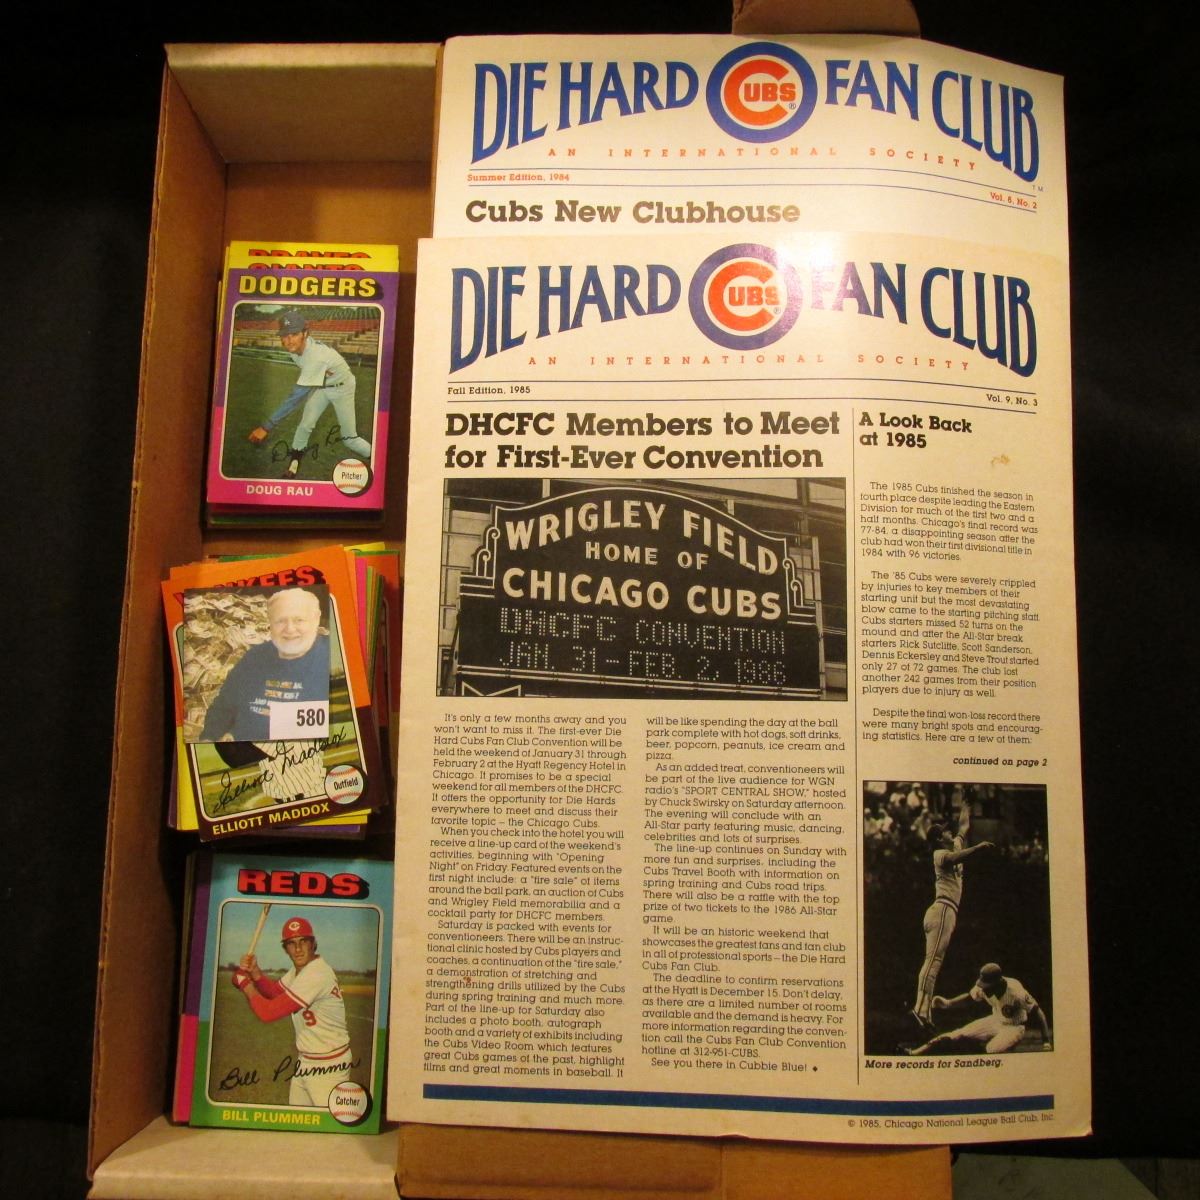 DIE HARD CUBS FAN CLUB
AN INTERNATIONAL SOCIETY
TM
Summer Edition, 1984
Vol. 8, No. 2
Cubs New Clubhouse
DIE HARD CUBS FAN CLUB
AN INTERNATIONAL SOCIETY
Fall Edition, 1985
Vol. 9, No. 3
DHCFC Members to Meet
for First-Ever Convention
WRIGLEY FIELD
HOME OF
CHICAGO CUBS
DHCFC CONVENTION
JAN. 31 - FEB. 2, 1986
It's only a few months away and you
won't want to miss it. The first-ever Die
Hard Cubs Fan Club Convention will be
held the weekend of January 31 through
February 2 at the Hyatt Regency Hotel in
Chicago. It promises to be a special
weekend for all members of the DHCFC.
It offers the opportunity for Die Hards
everywhere to meet and discuss their
favorite topic – the Chicago Cubs.
When you check into the hotel you will
receive a line-up card of the weekend's
activities, beginning with "Opening
Night" on Friday. Featured events on the
first night include: a "fire sale" of items
around the ball park, an auction of Cubs
and Wrigley Field memorabilia and a
cocktail party for DHCFC members.
Saturday is packed with events for
conventioneers. There will be an instruc-
tional clinic hosted by Cubs players and
coaches, a continuation of the "fire sale,"
a demonstration of stretching and
strengthening drills utilized by the Cubs
during spring training and much more.
Part of the line-up for Saturday also
includes a photo booth, autograph
booth and a variety of exhibits including
the Cubs Video Room which features
great Cubs games of the past, highlight
films and great moments in baseball. It
will be like spending the day at the ball
park complete with hot dogs, soft drinks,
beer, popcorn, peanuts, ice cream and
pizza.
As an added treat, conventioneers will
be part of the live audience for WGN
radio's "SPORT CENTRAL SHOW," hosted
by Chuck Swirsky on Saturday afternoon.
The evening will conclude with an
All-Star party featuring music, dancing,
celebrities and lots of surprises.
The line-up continues on Sunday with
more fun and surprises, including the
Cubs Travel Booth with information on
spring training and Cubs road trips.
There will also be a raffle with the top
prize of two tickets to the 1986 All-Star
game.
It will be an historic weekend that
showcases the greatest fans and fan club
in all of professional sports – the Die Hard
Cubs Fan Club.
The deadline to confirm reservations
at the Hyatt is December 15. Don't delay,
as there are a limited number of rooms
available and the demand is heavy. For
more information regarding the conven-
tion call the Cubs Fan Club Convention
hotline at 312-951-CUBS.
See you there in Cubbie Blue! ♦
A Look Back
at 1985
The 1985 Cubs finished the season in
fourth place despite leading the Eastern
Division for much of the first two and a
half months. Chicago's final record was
77-84, a disappointing season after the
club had won their first divisional title in
1984 with 96 victories.
The '85 Cubs were severely crippled
by injuries to key members of their
starting unit but the most devastating
blow came to the starting pitching staff.
Cubs starters missed 52 turns on the
mound and after the All-Star break
starters Rick Sutcliffe, Scott Sanderson,
Dennis Eckersley and Steve Trout started
only 27 of 72 games. The club lost
another 242 games from their position
players due to injury as well.
Despite the final won-loss record there
were many bright spots and encourag-
ing statistics. Here are a few of them:
continued on page 2
More records for Sandberg.
© 1985, Chicago National League Ball Club, Inc.
BRAVES
GIANTS
DODGERS
Doug Rau
Pitcher
DOUG RAU
YANKEES
580
Elliott Maddox
Outfield
ELLIOTT MADDOX
REDS
9
Bill Plummer
Catcher
BILL PLUMMER